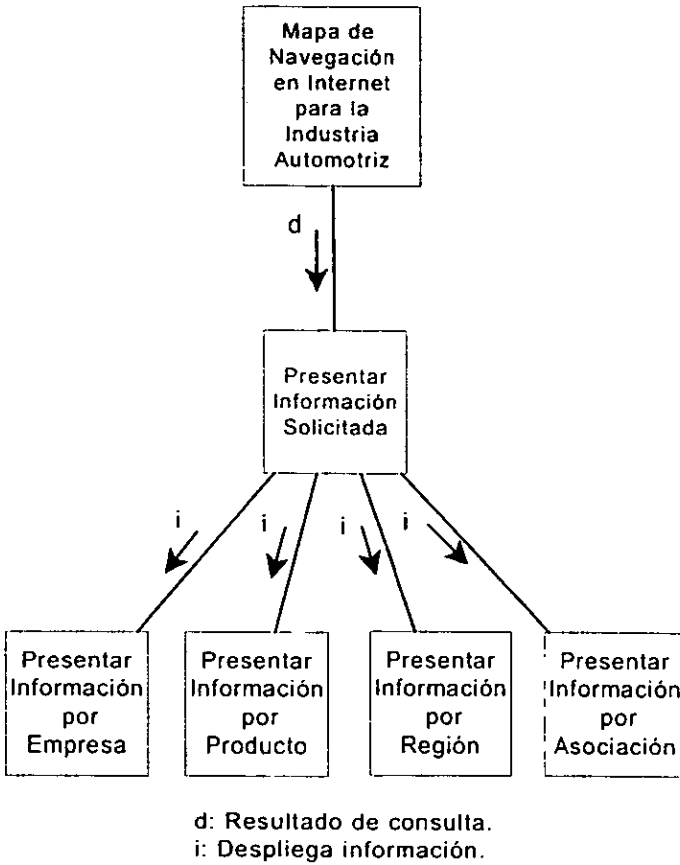 Mapa de
Navegación
en Internet
para la
Industria
Automotriz
d
Presentar
Información
Solicitada
i
i
i
i
Presentar
Información
por
Empresa
Presentar
Información
por
Producto
Presentar
Información
por
Región
Presentar
Información
por
Asociación
d: Resultado de consulta.
i: Despliega información.